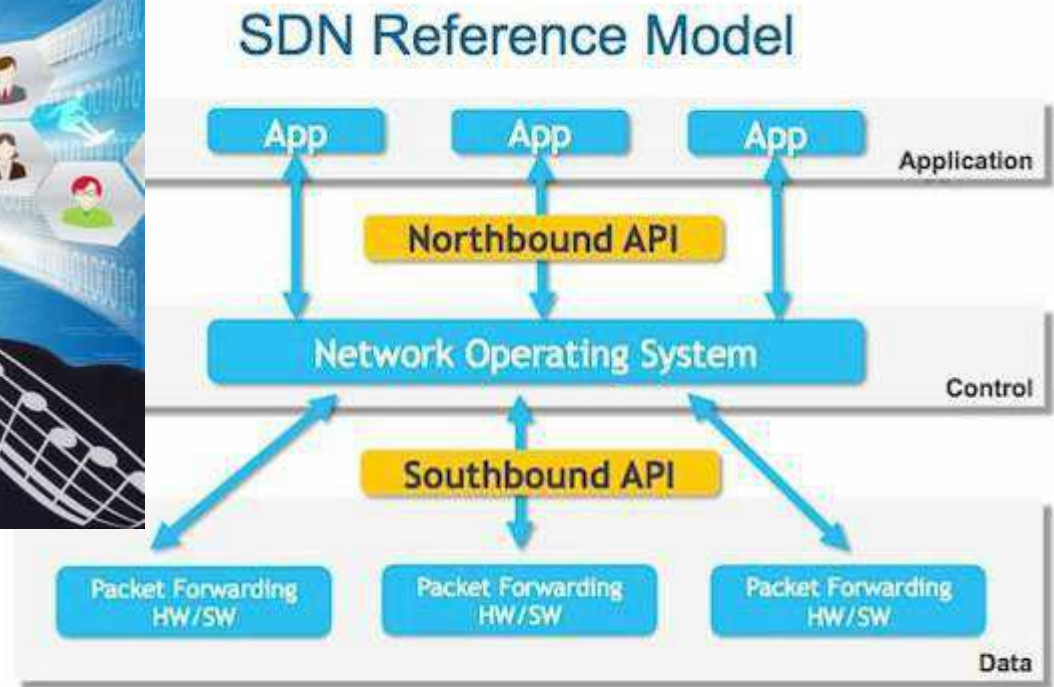 SDN Reference Model
App App App
Application
Northbound API
Network Operating System
Control
Southbound API
Packet Forwarding Packet Forwarding Packet Forwarding
HW/SW HW/SW HW/SW
Data